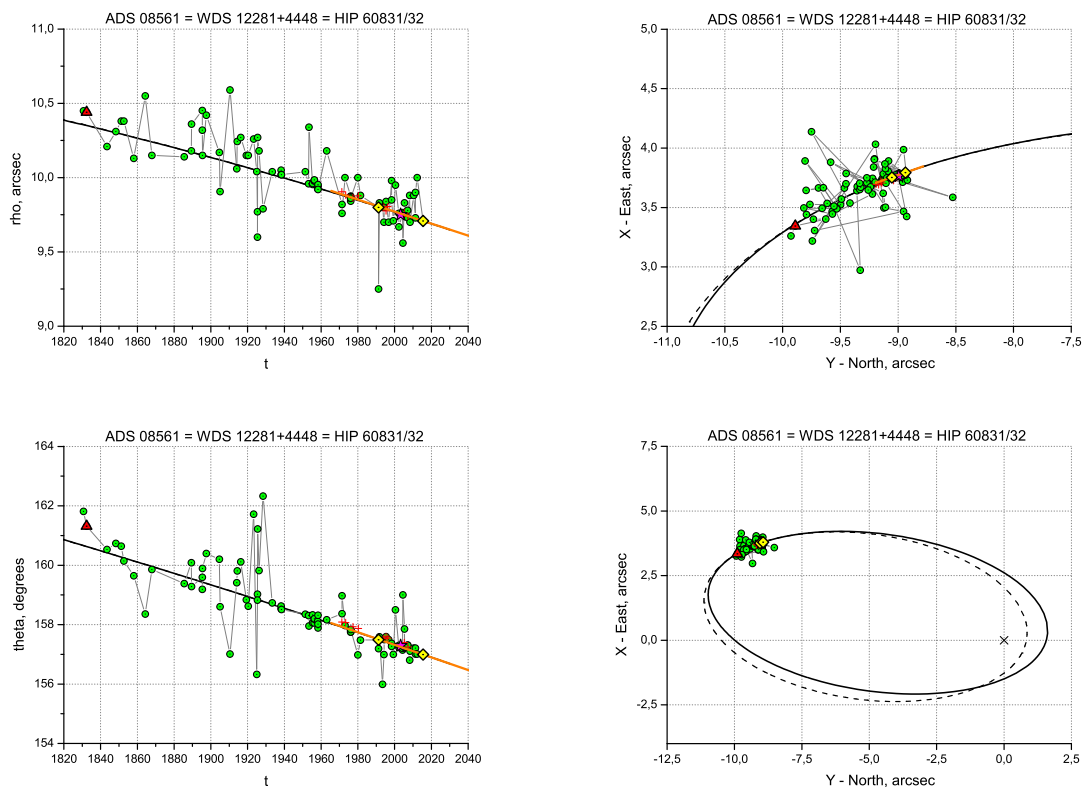 ADS 08561 = WDS 12281+4448 = HIP 60831/32
11,0
10,5
10,0
9,5
9,0
rho, arcsec
1820 1840 1860 1880 1900 1920 1940 1960 1980 2000 2020 2040
t
ADS 08561 = WDS 12281+4448 = HIP 60831/32
5,0
4,5
4,0
3,5
3,0
2,5
X - East, arcsec
-11,0 -10,5 -10,0 -9,5 -9,0 -8,5 -8,0 -7,5
Y - North, arcsec
ADS 08561 = WDS 12281+4448 = HIP 60831/32
164
162
160
158
156
154
theta, degrees
1820 1840 1860 1880 1900 1920 1940 1960 1980 2000 2020 2040
t
ADS 08561 = WDS 12281+4448 = HIP 60831/32
7,5
5,0
2,5
0,0
-2,5
X - East, arcsec
-12,5 -10,0 -7,5 -5,0 -2,5 0,0 2,5
Y - North, arcsec